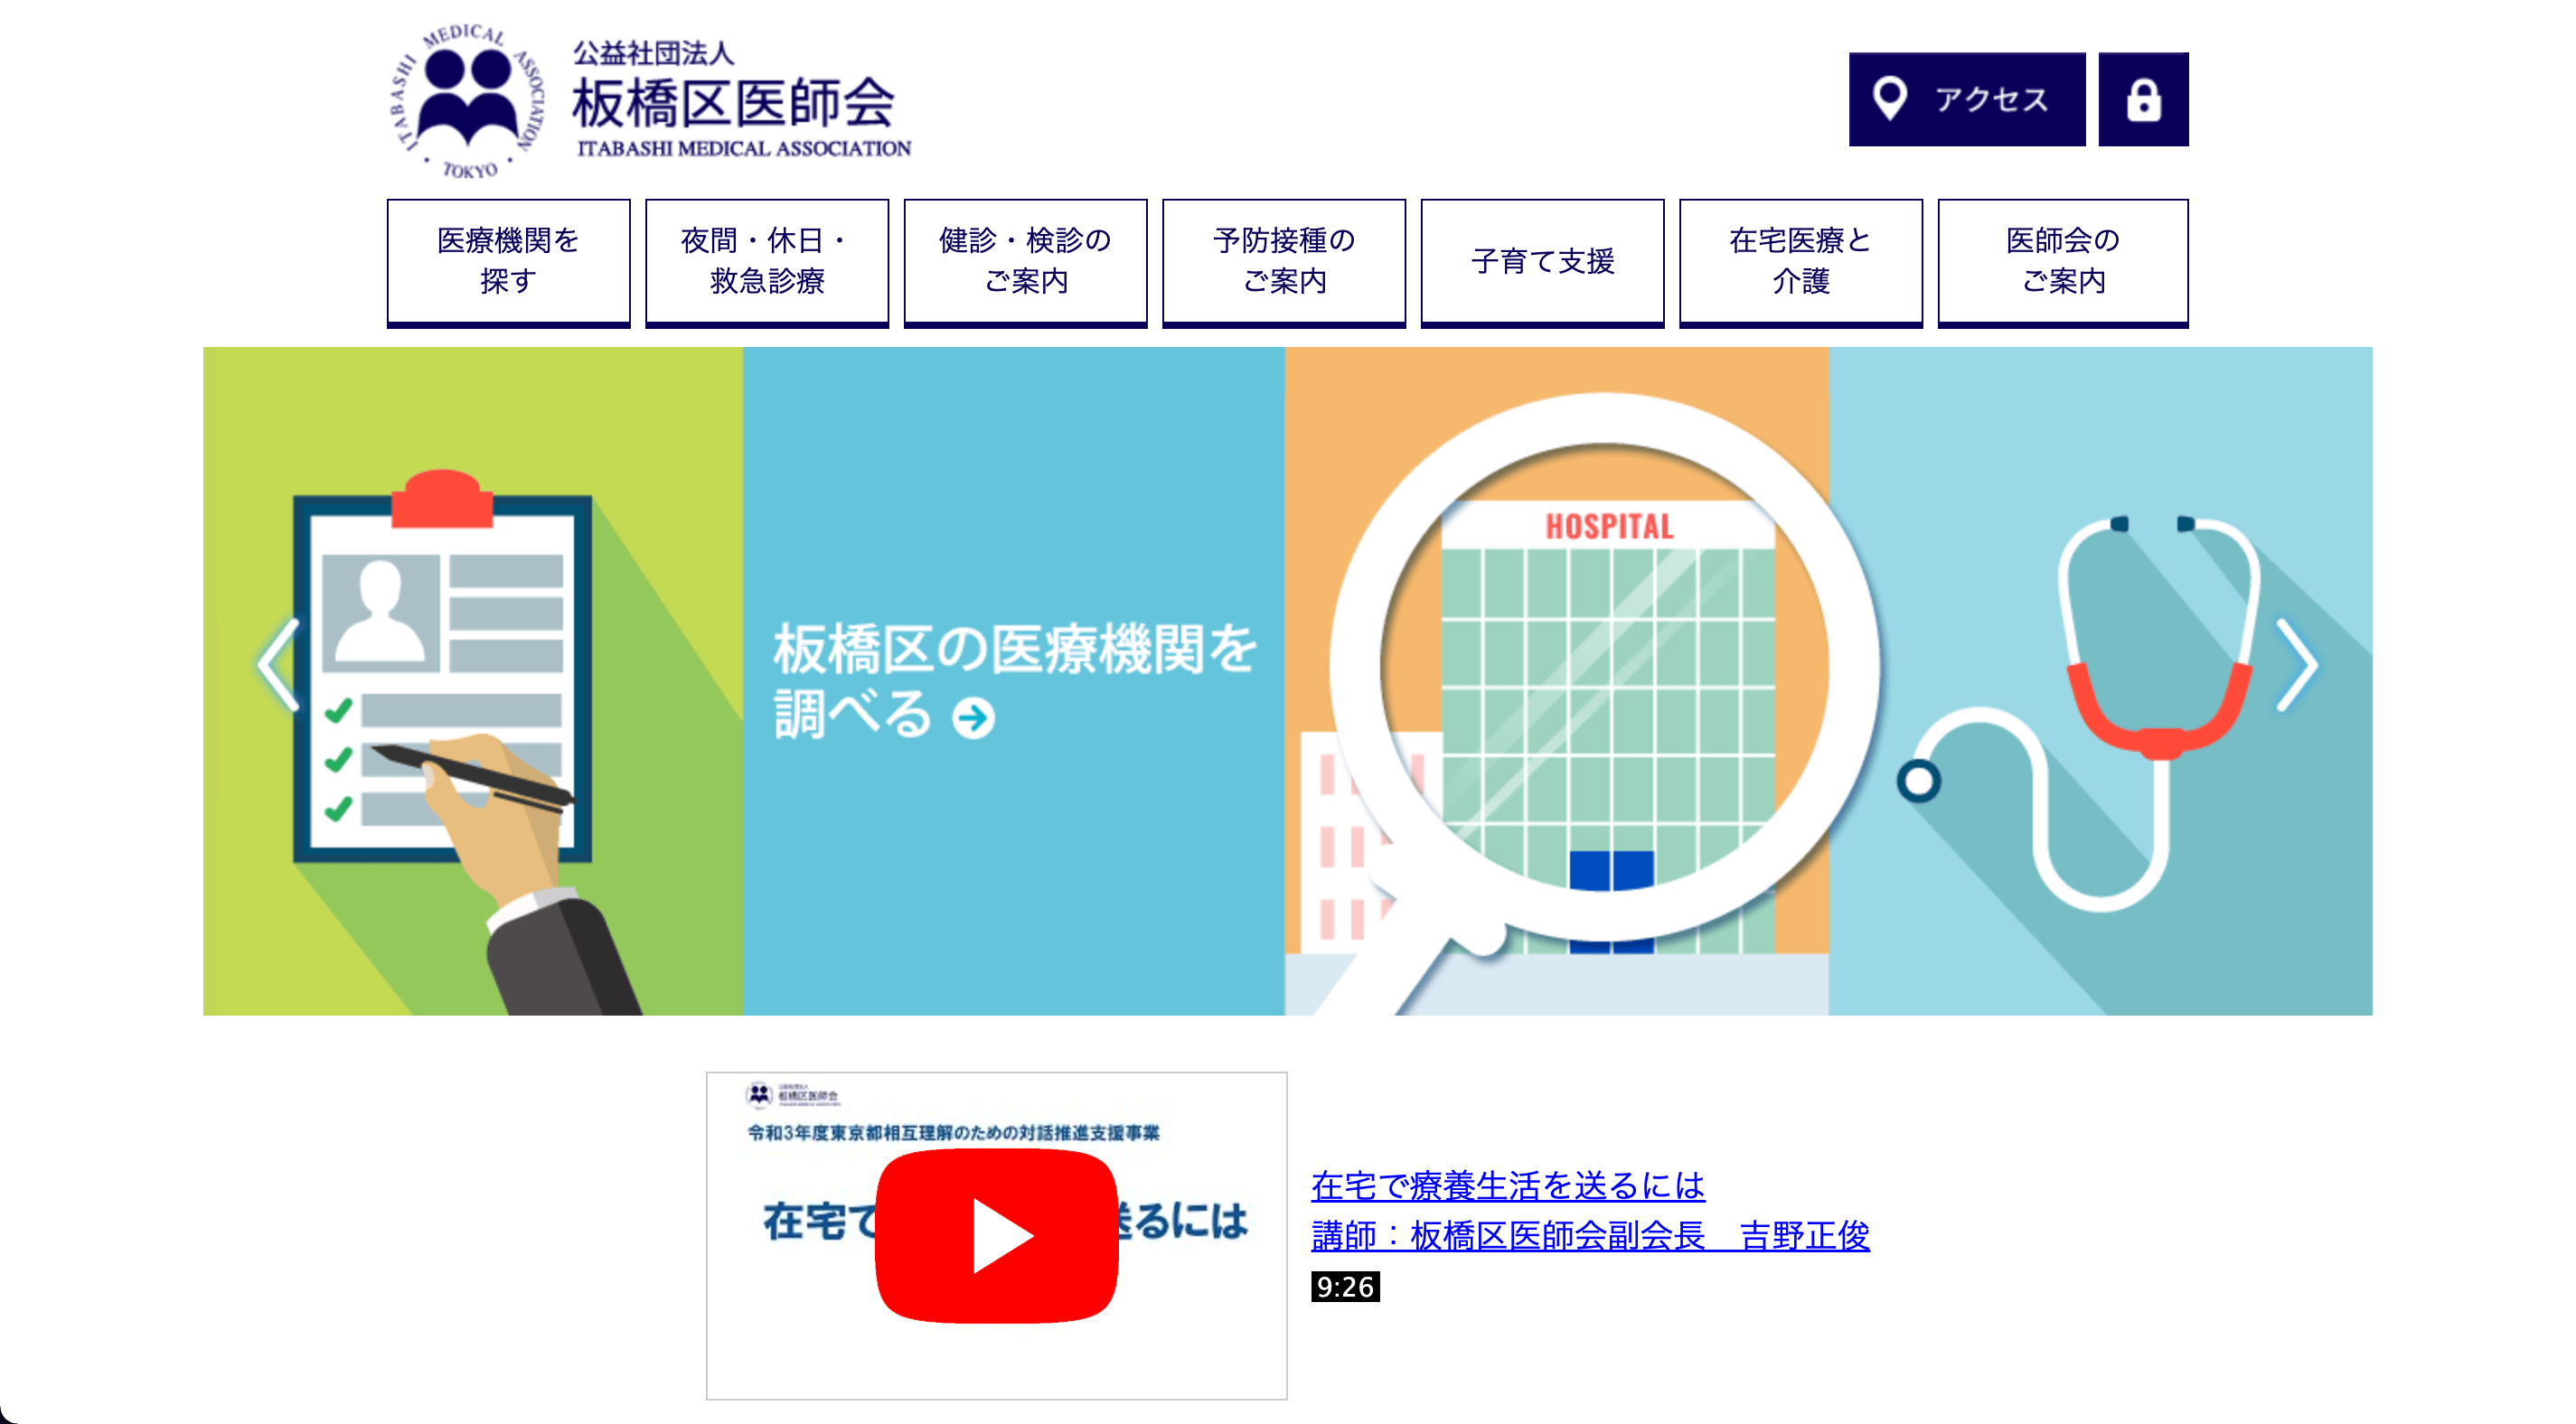 ITABASHI MEDICAL ASSOCIATION
・ TOKYO ・
公益社団法人
板橋区医師会
ITABASHI MEDICAL ASSOCIATION
アクセス
医療機関を
探す
夜間・休日・
救急診療
健診・検診の
ご案内
予防接種の
ご案内
子育て支援
在宅医療と
介護
医師会の
ご案内
板橋区の医療機関を
調べる
HOSPITAL
板橋区医師会
令和3年度東京都相互理解のための対話推進支援事業
在宅で
送るには
在宅で療養生活を送るには
講師：板橋区医師会副会長　吉野正俊
9:26